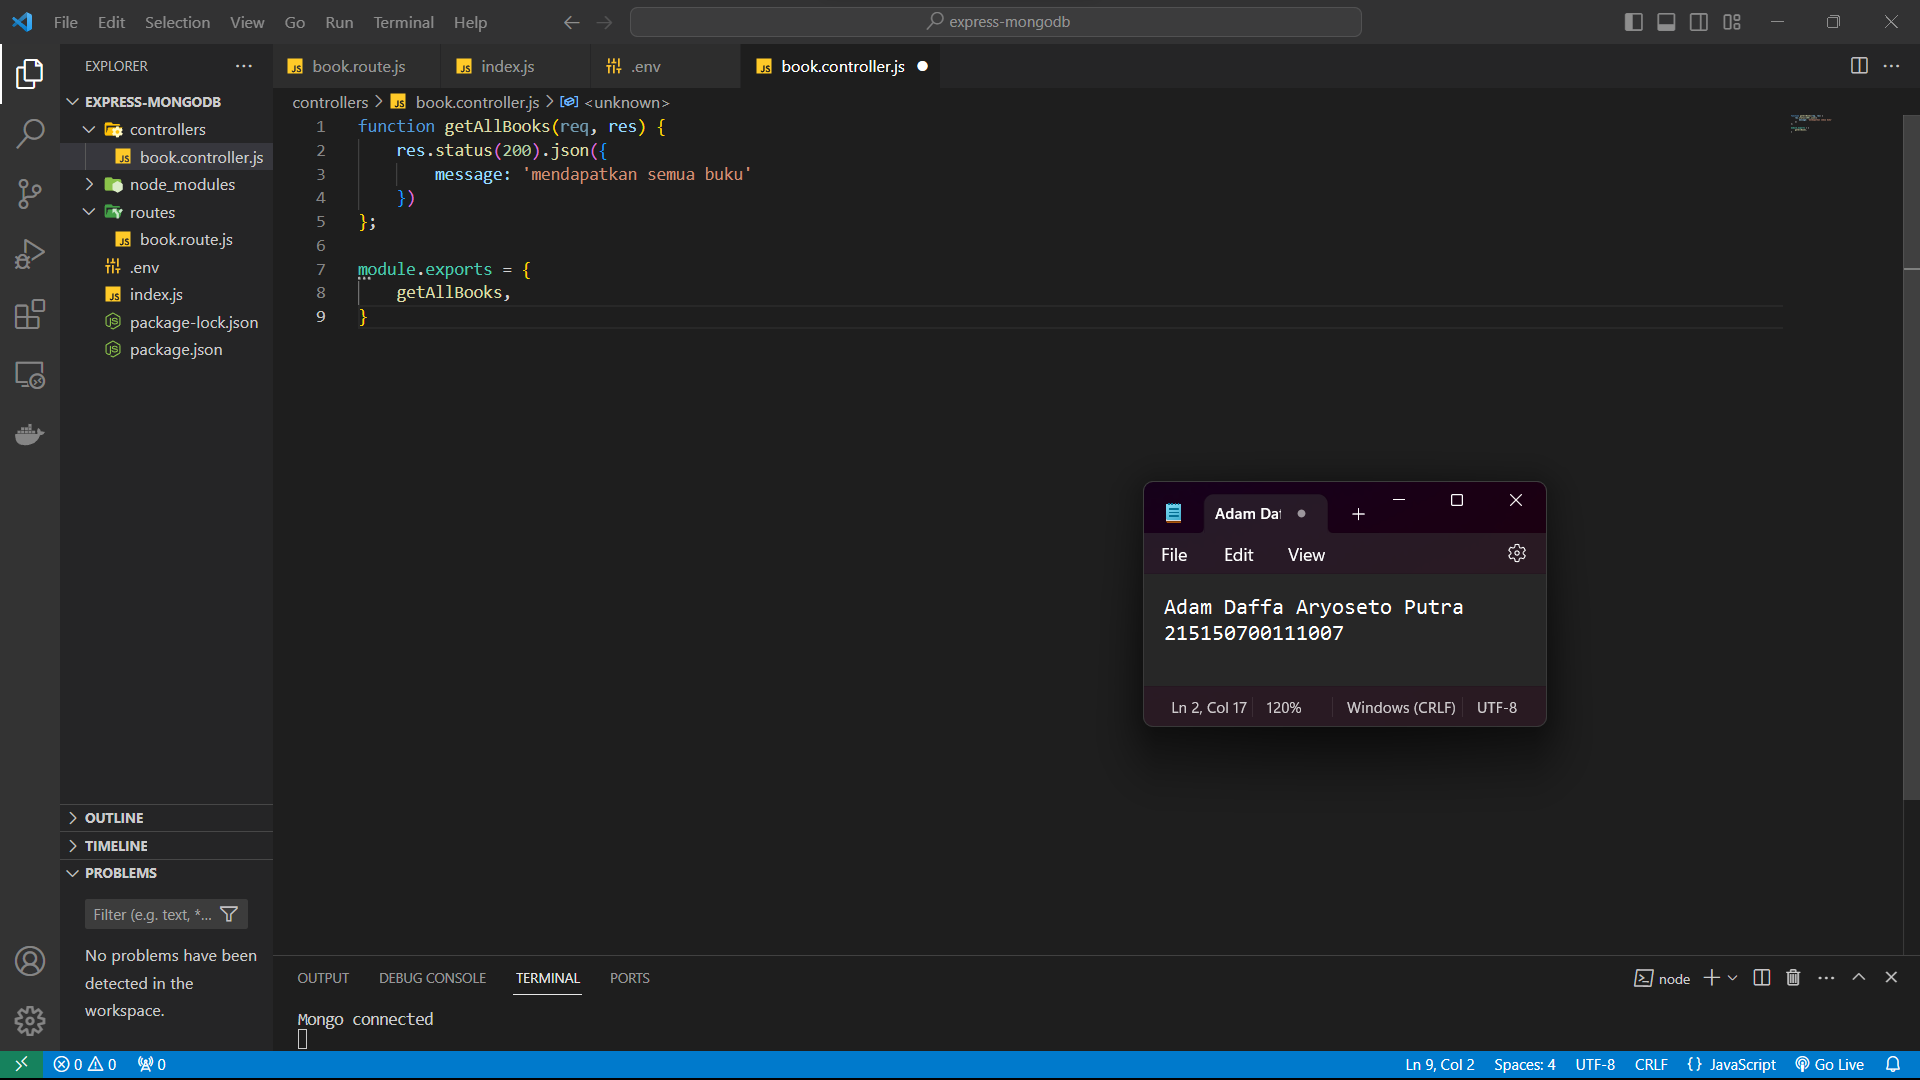 File Edit Selection View Go Run Terminal Help
express-mongodb
EXPLORER
EXPRESS-MONGODB
controllers
book.controller.js
node_modules
routes
book.route.js
.env
index.js
package-lock.json
package.json
OUTLINE
TIMELINE
PROBLEMS
Filter (e.g. text, *...
No problems have been
detected in the
workspace.
book.route.js index.js .env book.controller.js
controllers > book.controller.js > <unknown>
1 function getAllBooks(req, res) {
2 res.status(200).json({
3 message: 'mendapatkan semua buku'
4 })
5 };
6
7 module.exports = {
8 getAllBooks,
9 }
Adam Daf
File Edit View
Adam Daffa Aryoseto Putra
215150700111007
Ln 2, Col 17 120% Windows (CRLF) UTF-8
OUTPUT DEBUG CONSOLE TERMINAL PORTS
node
Mongo connected
0 0 0
Ln 9, Col 2 Spaces: 4 UTF-8 CRLF {} JavaScript Go Live